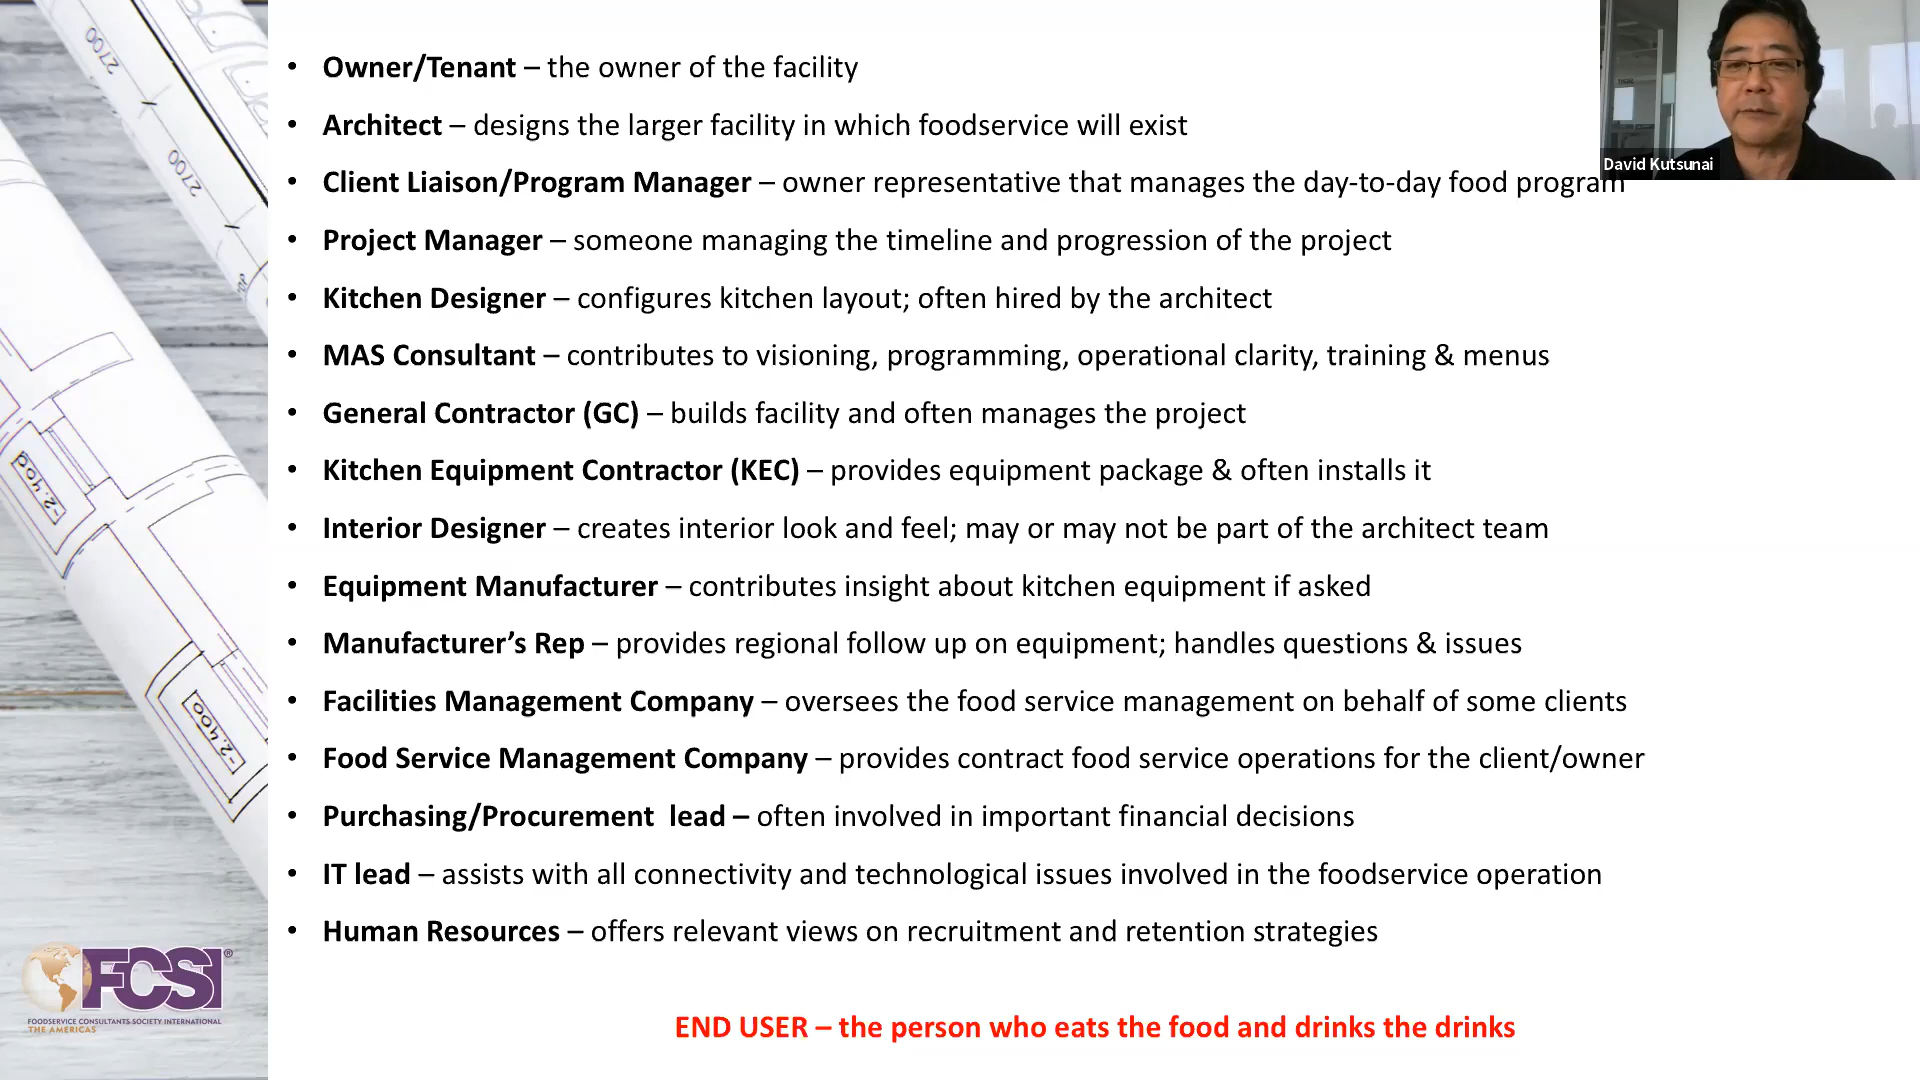 • Owner/Tenant – the owner of the facility
• Architect – designs the larger facility in which foodservice will exist
• Client Liaison/Program Manager – owner representative that manages the day-to-day food program
• Project Manager – someone managing the timeline and progression of the project
• Kitchen Designer – configures kitchen layout; often hired by the architect
• MAS Consultant – contributes to visioning, programming, operational clarity, training & menus
• General Contractor (GC) – builds facility and often manages the project
• Kitchen Equipment Contractor (KEC) – provides equipment package & often installs it
• Interior Designer – creates interior look and feel; may or may not be part of the architect team
• Equipment Manufacturer – contributes insight about kitchen equipment if asked
• Manufacturer’s Rep – provides regional follow up on equipment; handles questions & issues
• Facilities Management Company – oversees the food service management on behalf of some clients
• Food Service Management Company – provides contract food service operations for the client/owner
• Purchasing/Procurement  lead – often involved in important financial decisions
• IT lead – assists with all connectivity and technological issues involved in the foodservice operation
• Human Resources – offers relevant views on recruitment and retention strategies
END USER – the person who eats the food and drinks the drinks
David Kutsunai
2700
2700
-2.400
-2.400
FCSI®
FOODSERVICE CONSULTANTS SOCIETY INTERNATIONAL
THE AMERICAS